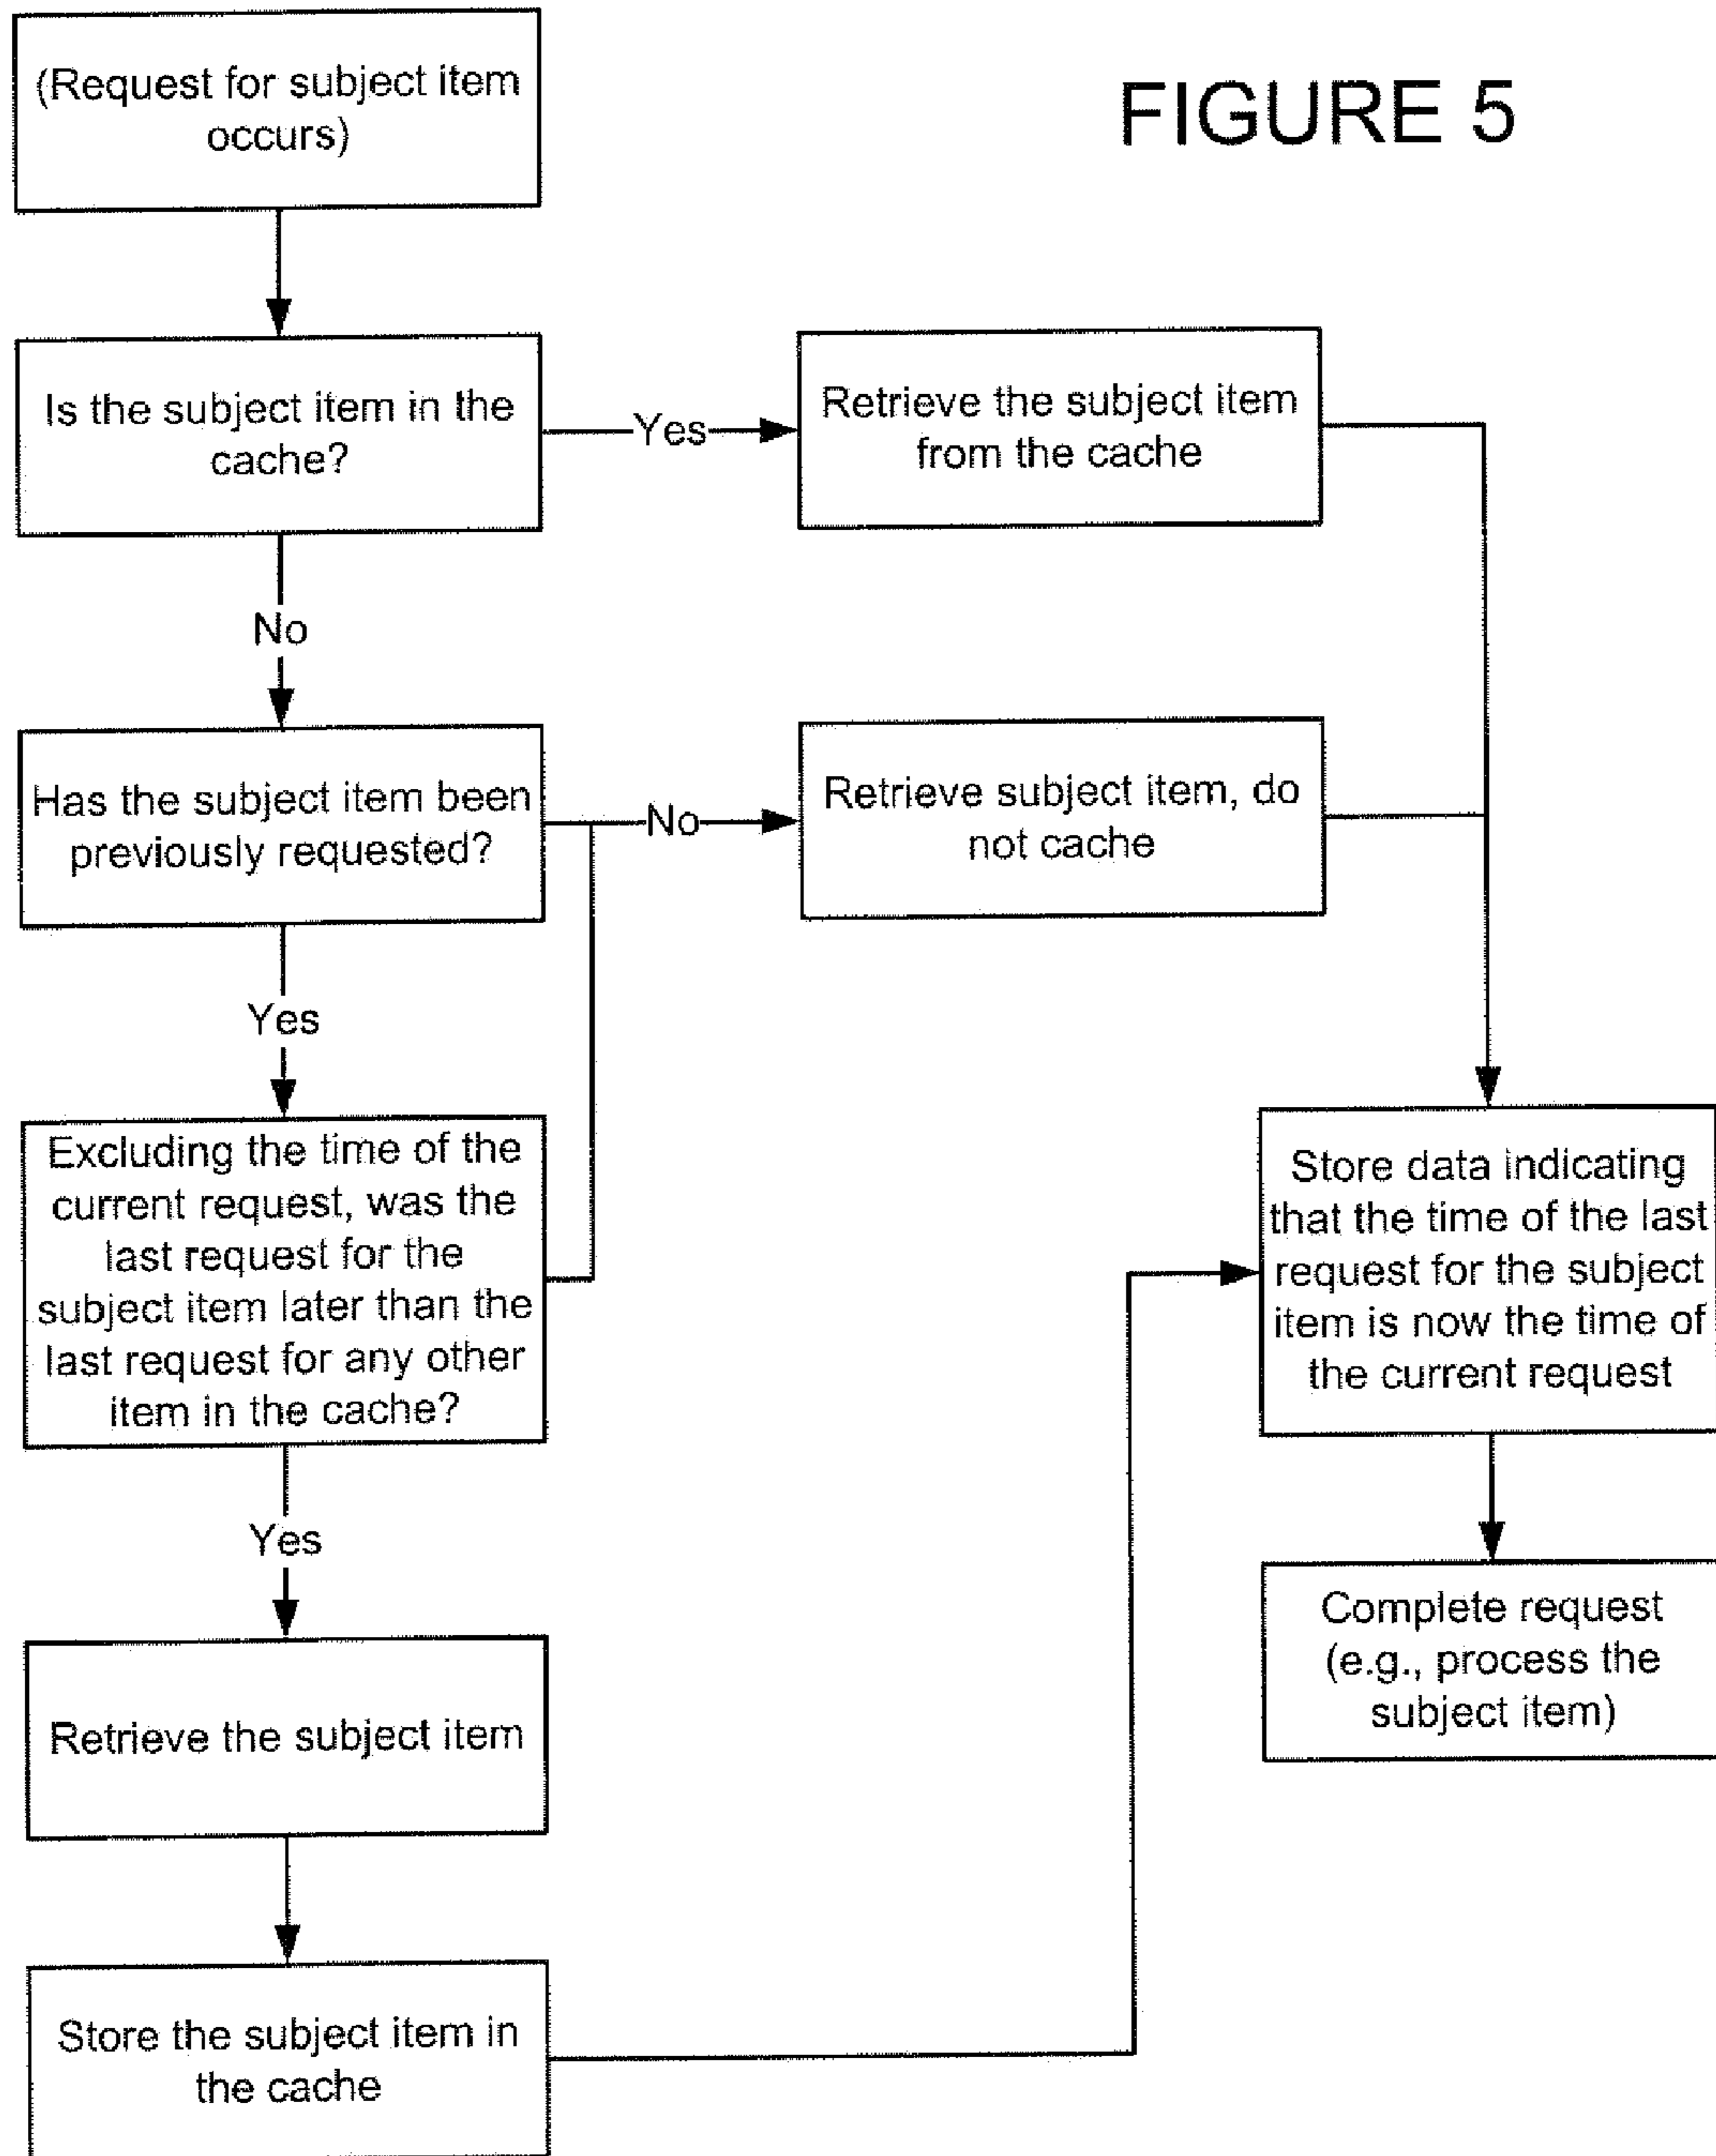 FIGURE 5
(Request for subject item
occurs)
Is the subject item in the
cache?
Yes
Retrieve the subject item
from the cache
No
Has the subject item been
previously requested?
No
Retrieve subject item, do
not cache
Yes
Excluding the time of the
current request, was the
last request for the
subject item later than the
last request for any other
item in the cache?
Store data indicating
that the time of the last
request for the subject
item is now the time of
the current request
Yes
Complete request
(e.g., process the
subject item)
Retrieve the subject item
Store the subject item in
the cache